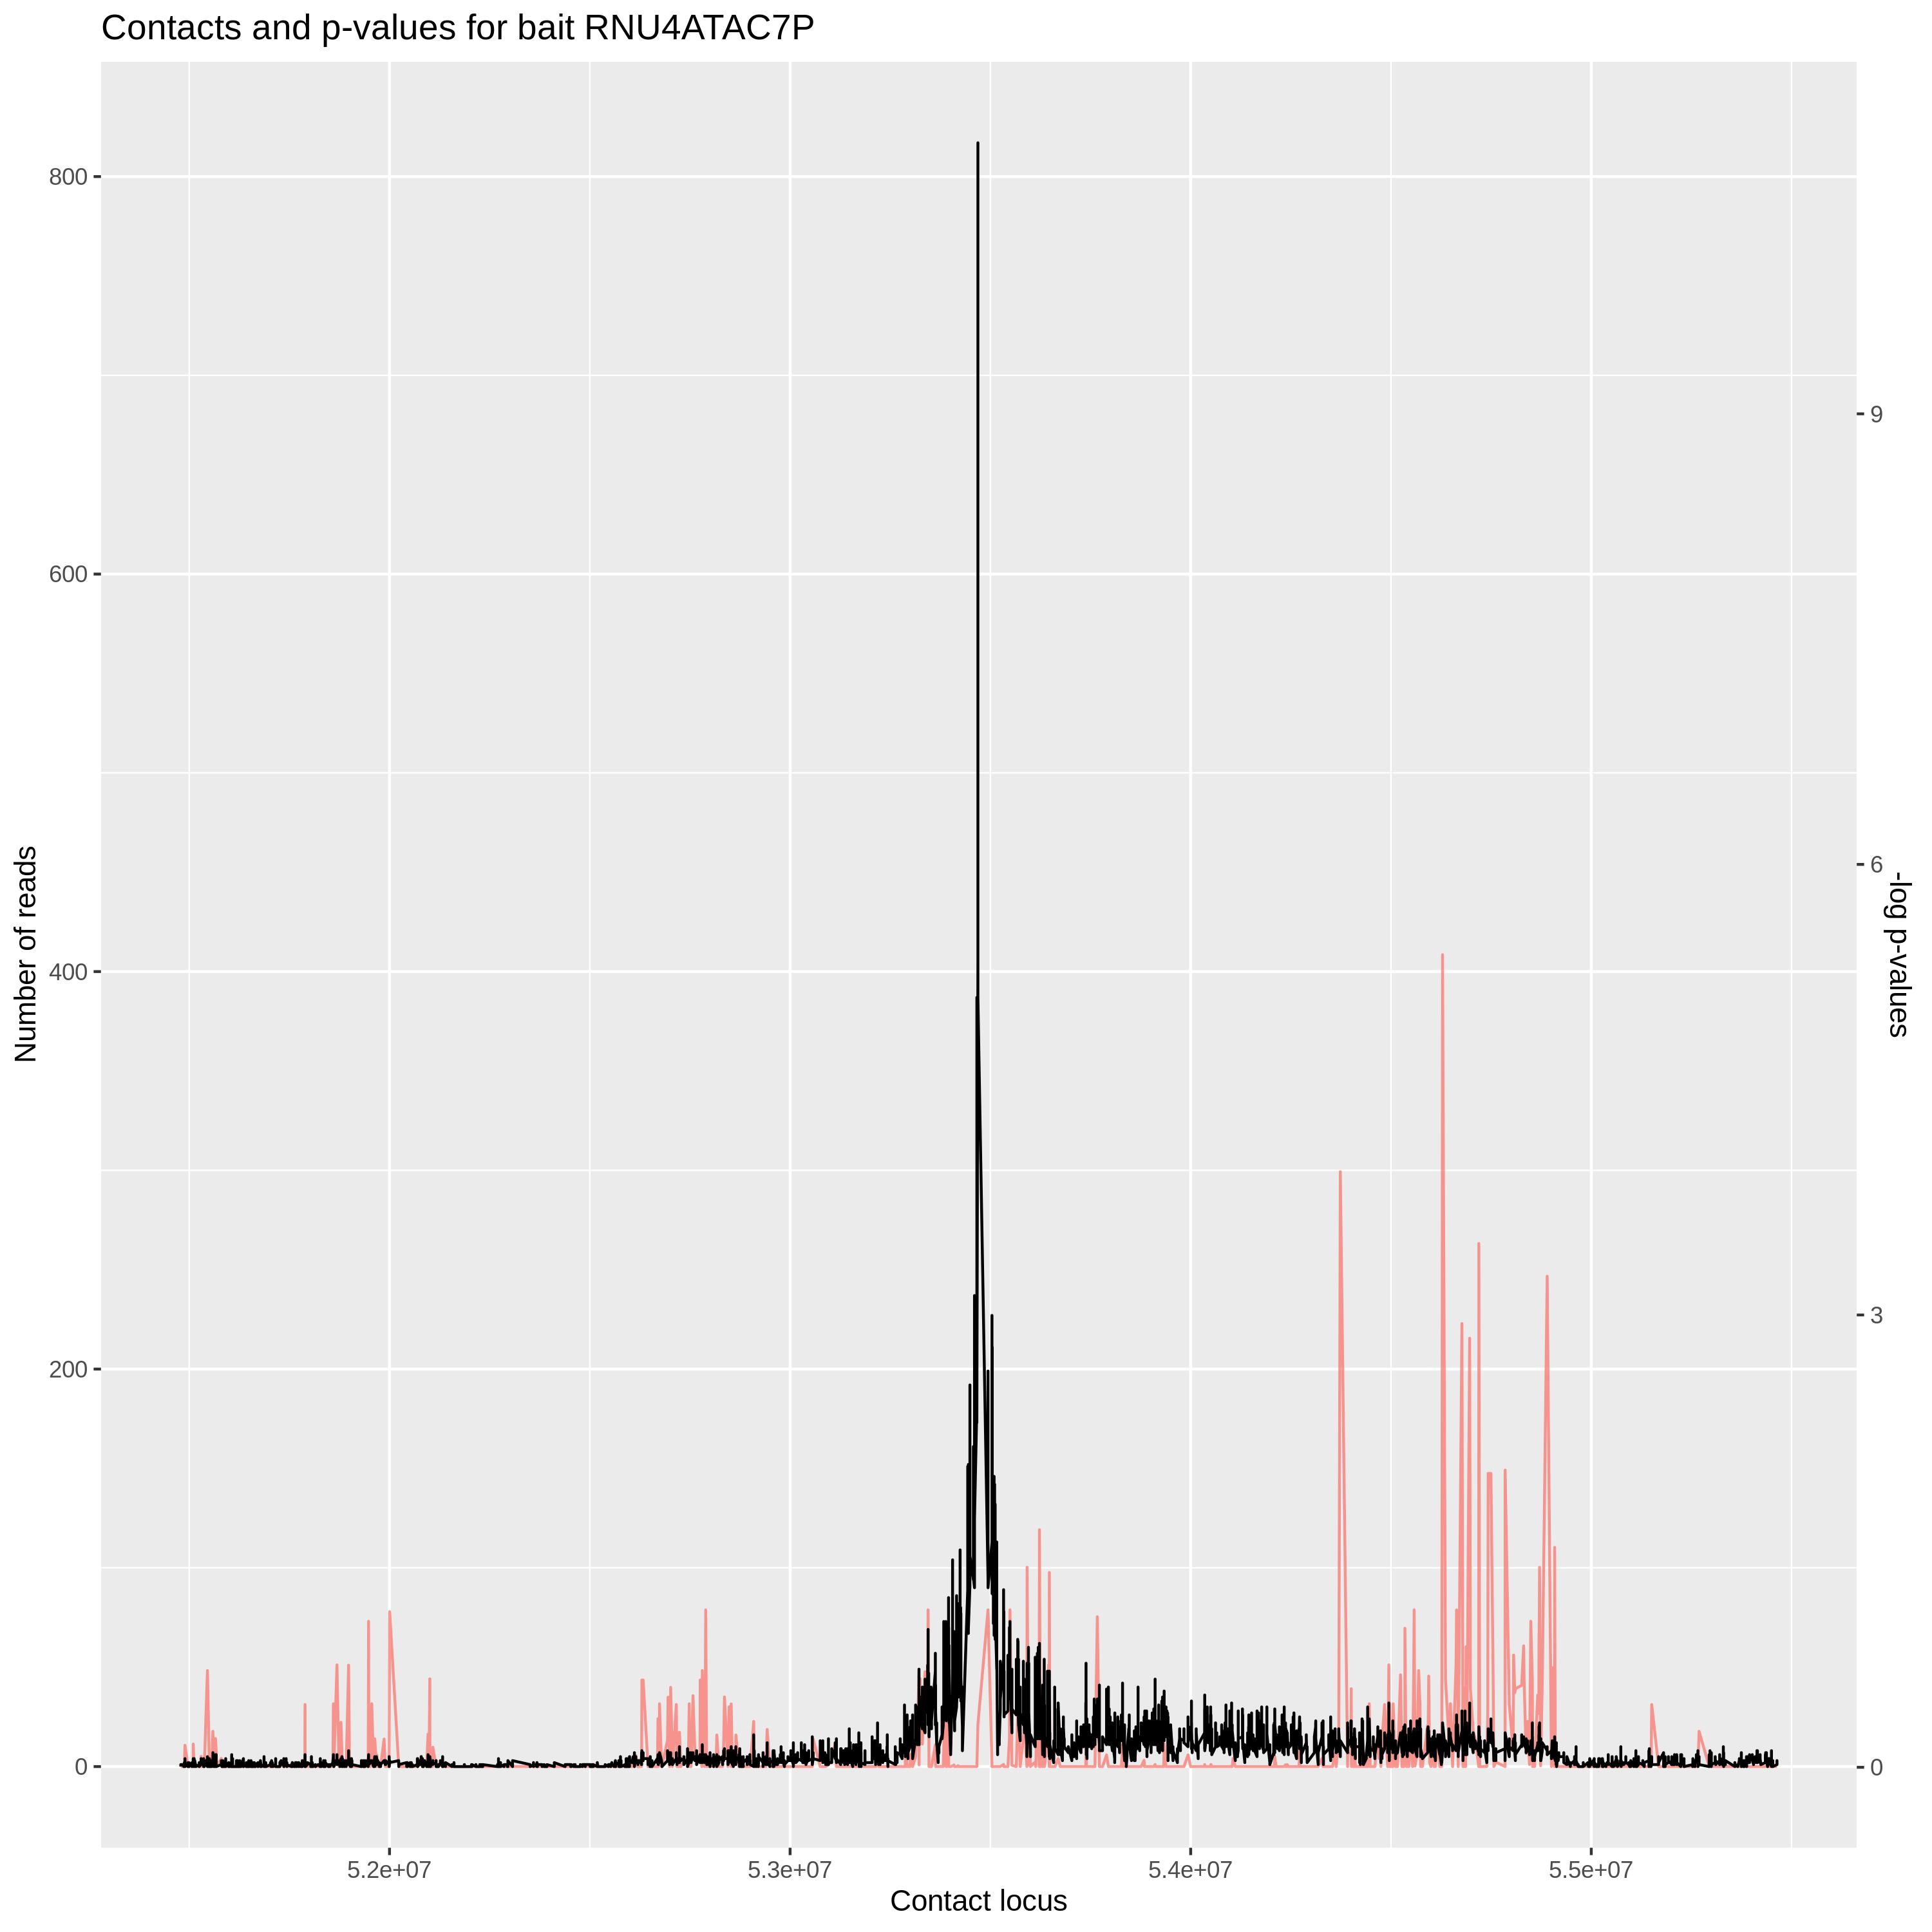 Contacts and p-values for bait RNU4ATAC7P
800
600
400
200
0
Number of reads
9
6
3
0
-log p-values
5.2e+07
5.3e+07
5.4e+07
5.5e+07
Contact locus